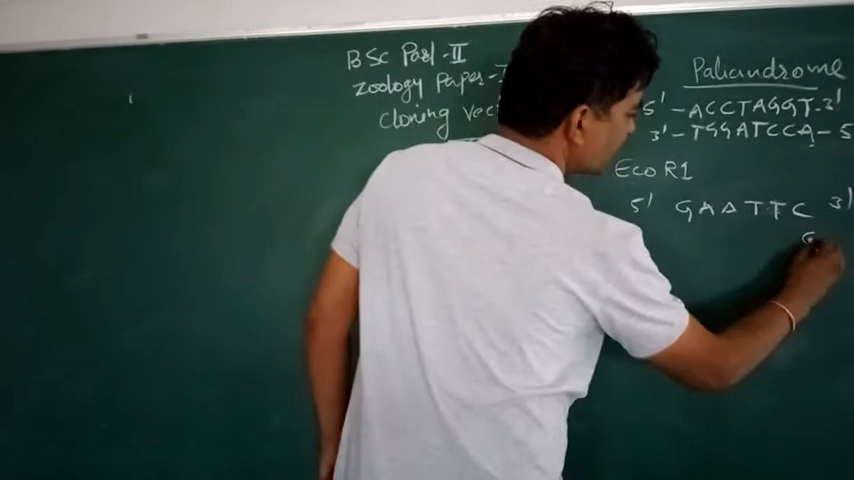 BSc Part-II
Zoology Paper-I
cloning vec
Paliandrome
5' - ACCTAGGT-3'
3' - TGGATCCA-5
EcoR1
5' GAATTC 3'
G